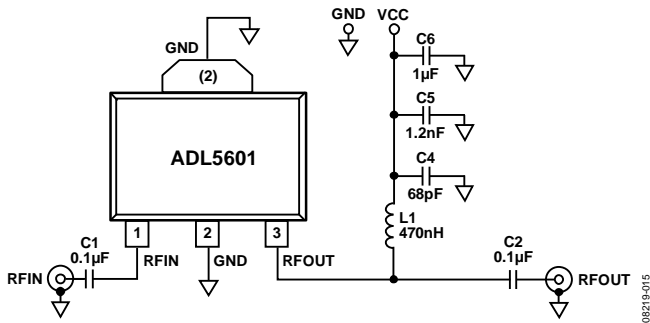 GND VCC
GND
C6
1µF
(2)
C5
1.2nF
ADL5601
C4
68pF
L1
470nH
1 2 3
C1
0.1µF
RFIN GND RFOUT
C2
0.1µF
RFIN
RFOUT
08219-015